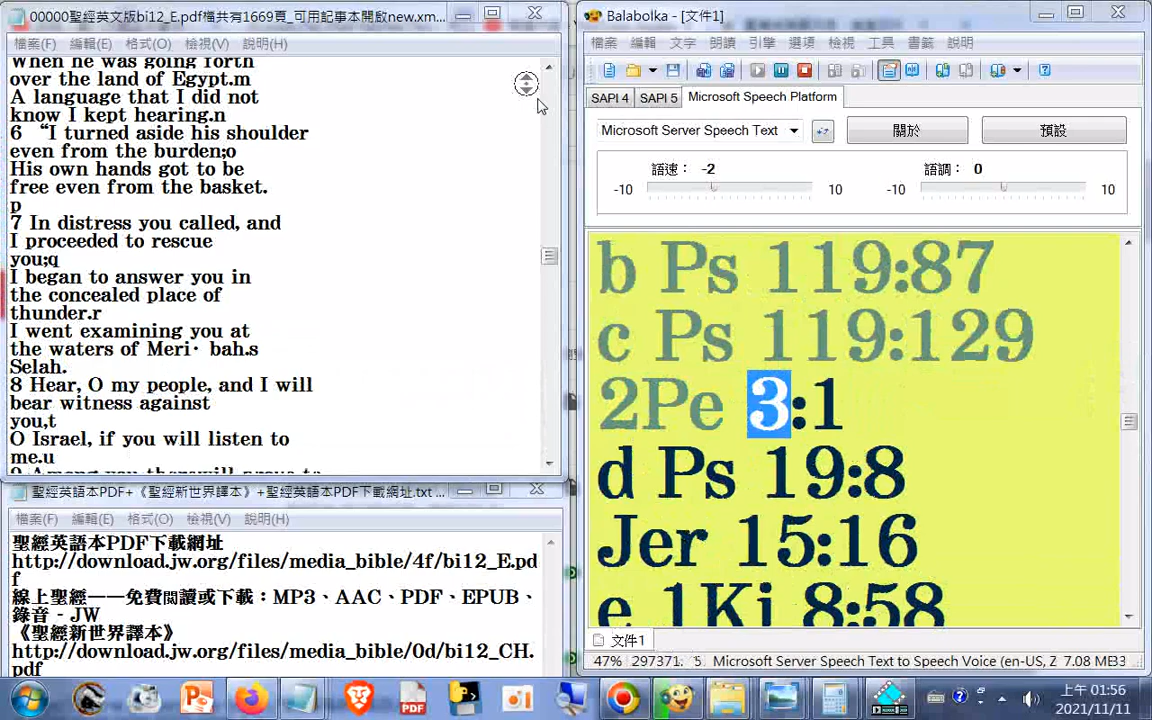 00000聖經英文版bi12_E.pdf檔共有1669頁_可用記事本開啟new.xm...
檔案(F) 編輯(E) 格式(O) 檢視(V) 說明(H)
When he was going forth
over the land of Egypt.m
A language that I did not
know I kept hearing.n
6 “I turned aside his shoulder
even from the burden;o
His own hands got to be
free even from the basket.
p
7 In distress you called, and
I proceeded to rescue
you;q
I began to answer you in
the concealed place of
thunder.r
I went examining you at
the waters of Meri· bah.s
Selah.
8 Hear, O my people, and I will
bear witness against
you,t
O Israel, if you will listen to
me.u
聖經英語本PDF+《聖經新世界譯本》+聖經英語本PDF下載網址.txt ...
檔案(F) 編輯(E) 格式(O) 檢視(V) 說明(H)
聖經英語本PDF下載網址
http://download.jw.org/files/media_bible/4f/bi12_E.pd
f
線上聖經——免費閱讀或下載：MP3、AAC、PDF、EPUB、
錄音 - JW
《聖經新世界譯本》
http://download.jw.org/files/media_bible/0d/bi12_CH.
pdf
Balabolka - [文件1]
檔案 編輯 文字 朗讀 引擎 選項 檢視 工具 書籤 說明
SAPI 4 SAPI 5 Microsoft Speech Platform
Microsoft Server Speech Text 關於 預設
語速： -2 語調： 0
-10 10 -10 10
b Ps 119:87
c Ps 119:129
2Pe 3:1
d Ps 19:8
Jer 15:16
e 1Ki 8:58
文件1
47% 297371. Microsoft Server Speech Text to Speech Voice (en-US, Z 7.08 MB
上午 01:56
2021/11/11